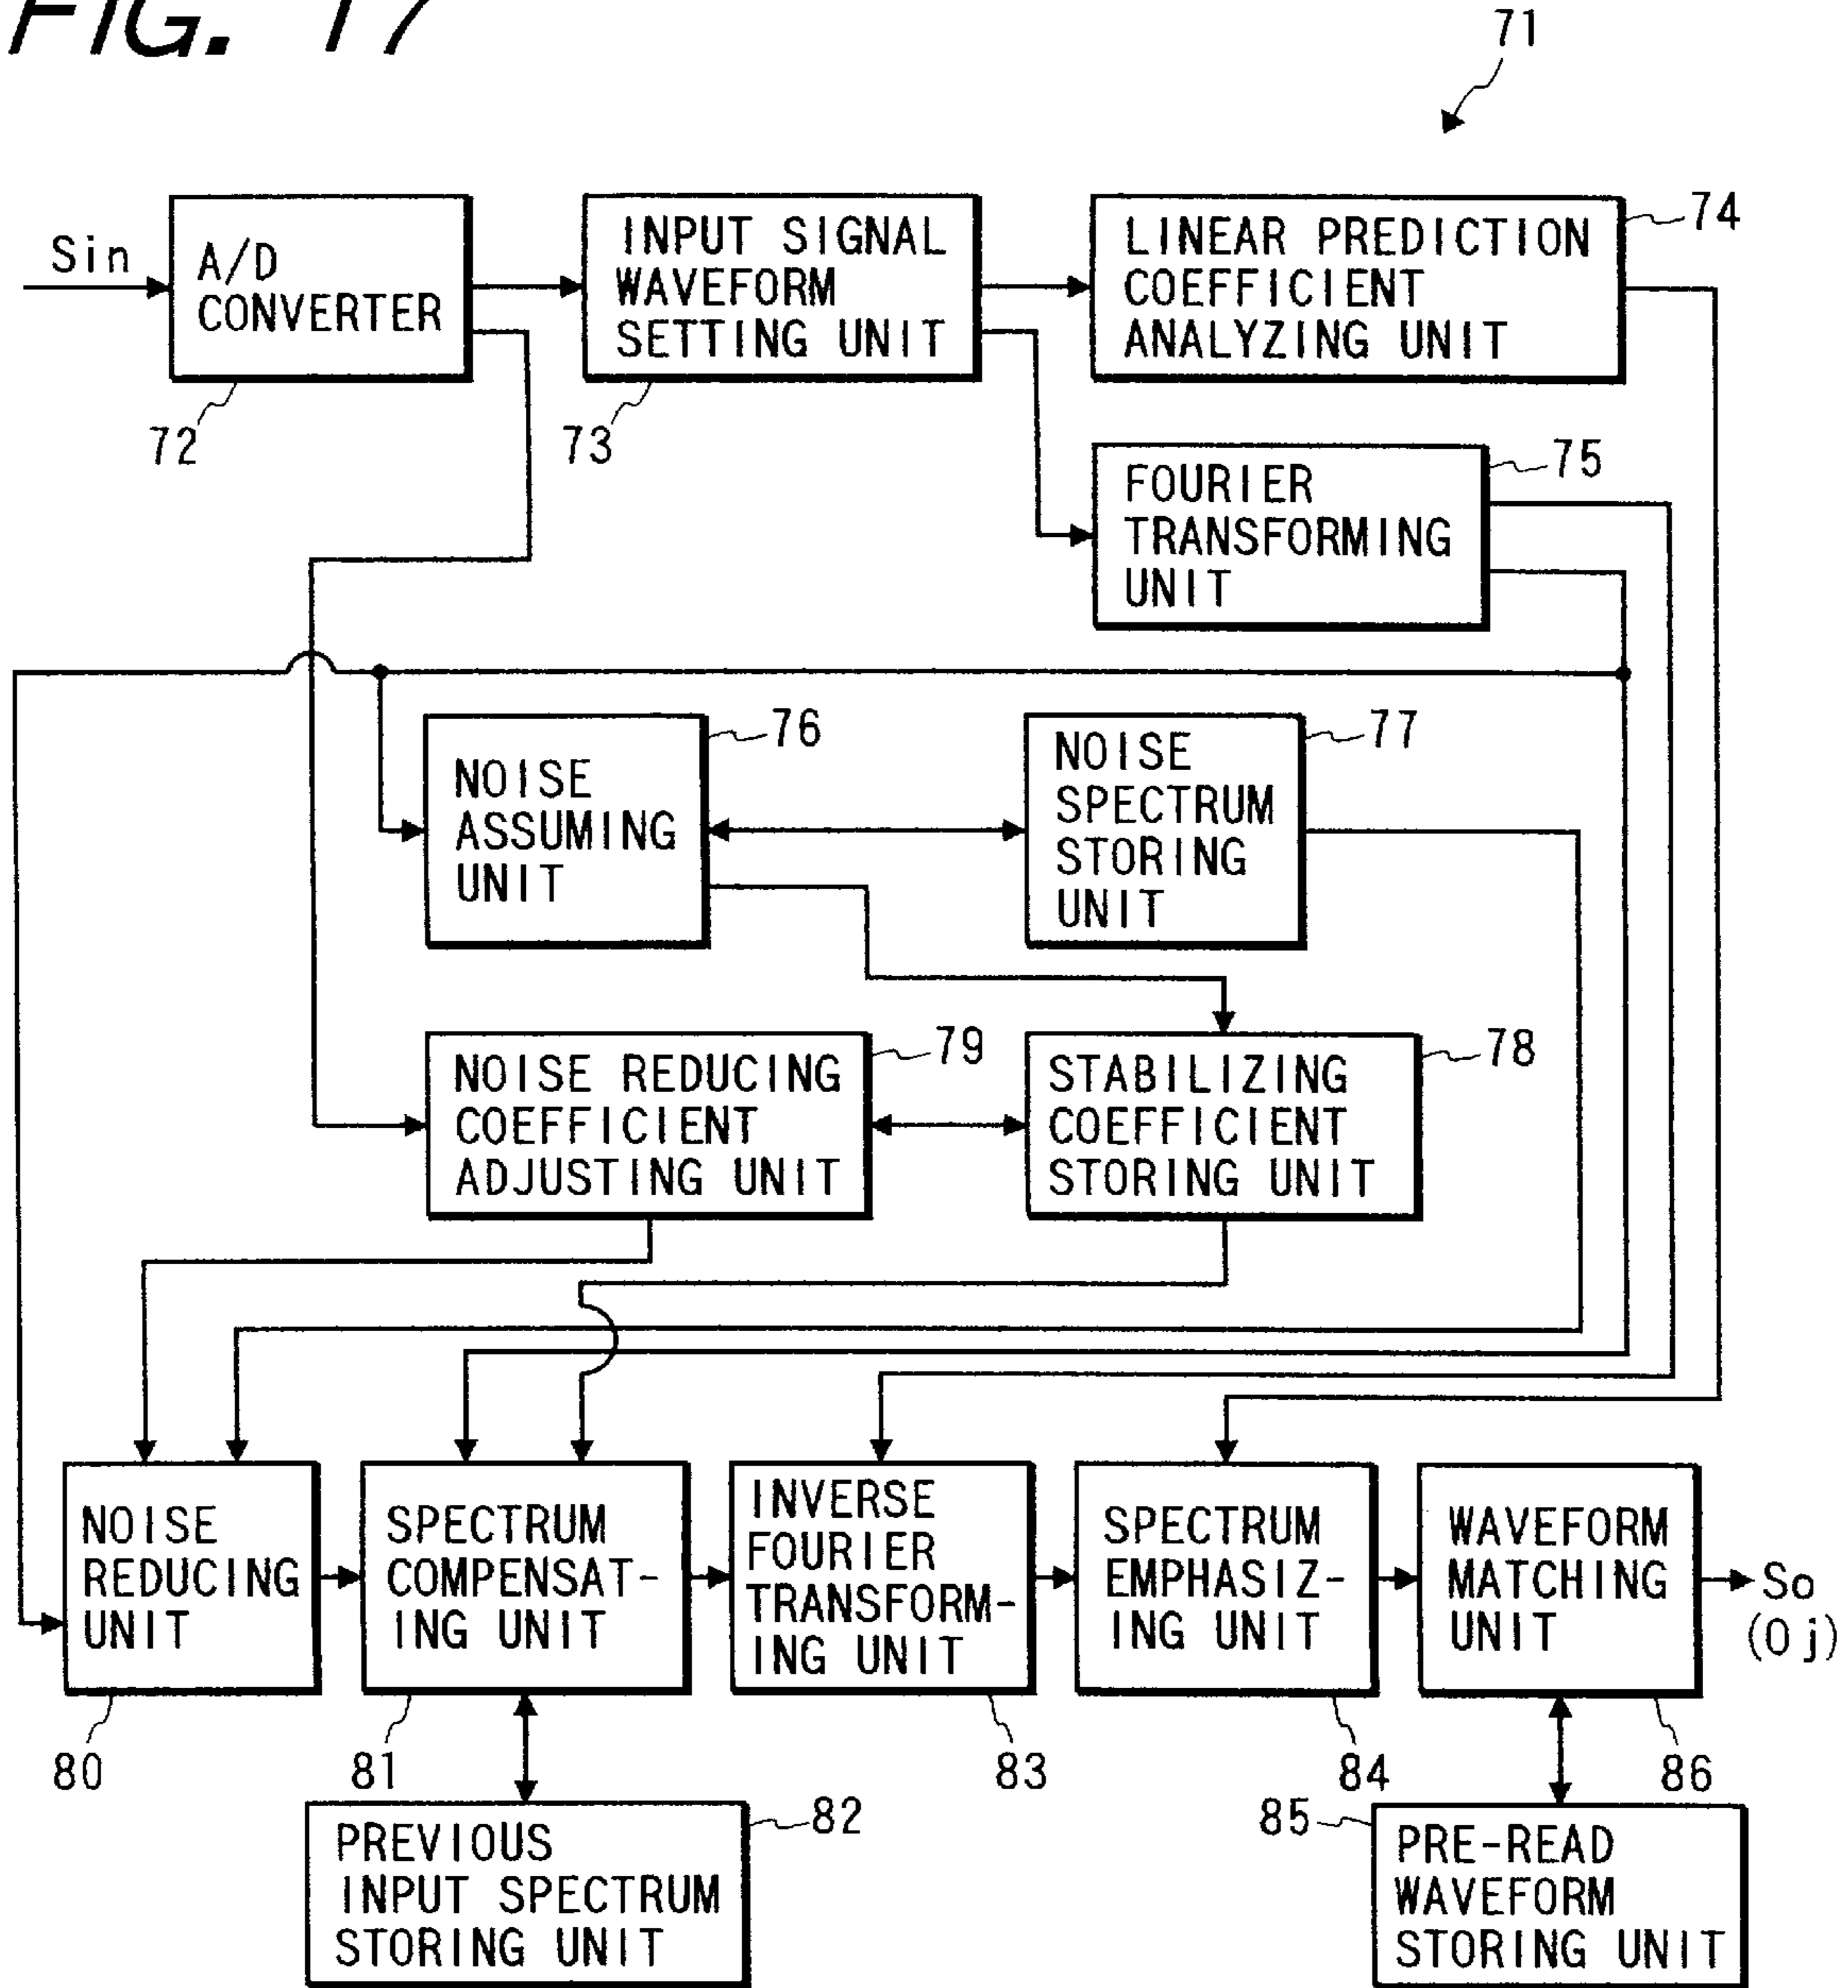 FIG. 17
71
Sin
A/D
CONVERTER
72
INPUT SIGNAL
WAVEFORM
SETTING UNIT
73
LINEAR PREDICTION
COEFFICIENT
ANALYZING UNIT
74
FOURIER
TRANSFORMING
UNIT
75
NOISE
ASSUMING
UNIT
76
NOISE
SPECTRUM
STORING
UNIT
77
NOISE REDUCING
COEFFICIENT
ADJUSTING UNIT
79
STABILIZING
COEFFICIENT
STORING UNIT
78
NOISE
REDUCING
UNIT
80
SPECTRUM
COMPENSAT-
ING UNIT
81
INVERSE
FOURIER
TRANSFORM-
ING UNIT
83
SPECTRUM
EMPHASIZ-
ING UNIT
84
WAVEFORM
MATCHING
UNIT
86
So
(Oj)
PREVIOUS
INPUT SPECTRUM
STORING UNIT
82
85
PRE-READ
WAVEFORM
STORING UNIT